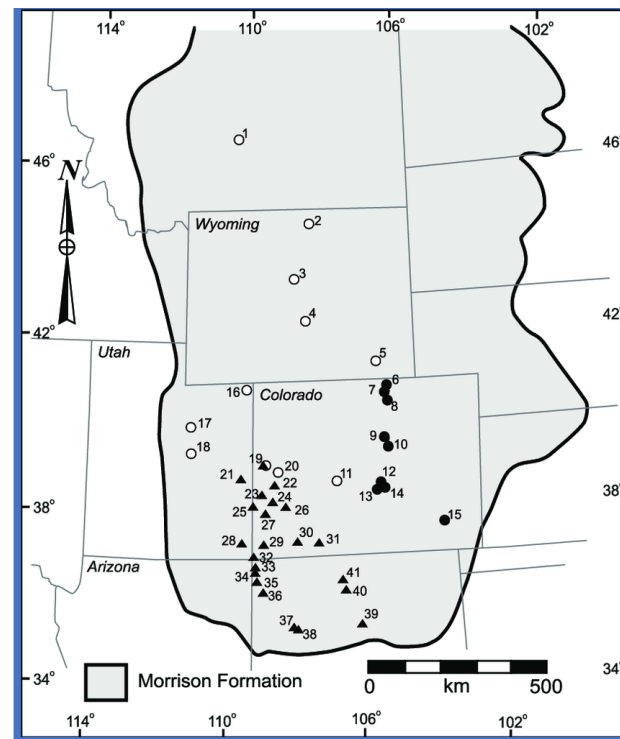 114° 110° 106° 102°
1
46° 46°
N
Wyoming 2
3
4
42° 42°
5
Utah
16 Colorado 6
7
8
17
9
18 10
19 20
21 11 12
22
23 24 13 14
38° 38°
25 26
27 15
28 29 30 31
32
Arizona 33
34 41
35 40
36
37 38 39
Morrison Formation
0 km 500
34° 34°
114° 110° 106° 102°